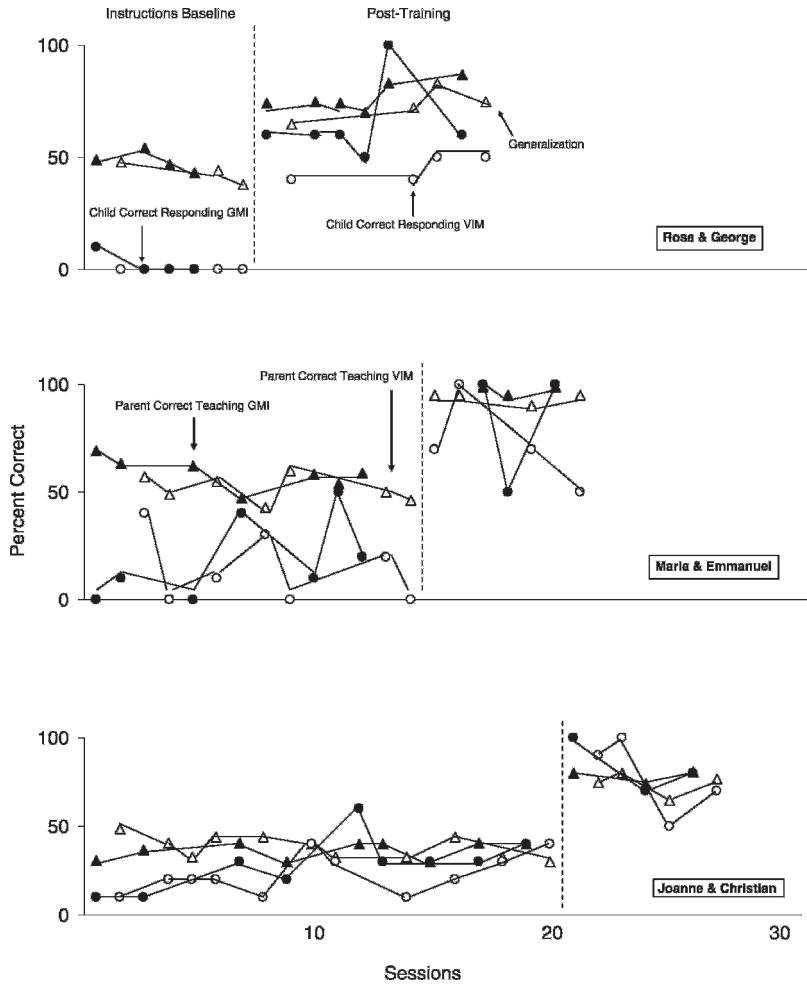 Instructions Baseline
Post-Training
100
50
0
Generalization
Child Correct Responding GMI
Child Correct Responding VIM
Rose & George
Percent Correct
100
50
0
Parent Correct Teaching VIM
Parent Correct Teaching GMI
Marie & Emmanuel
100
50
0
Joanne & Christian
10
20
30
Sessions